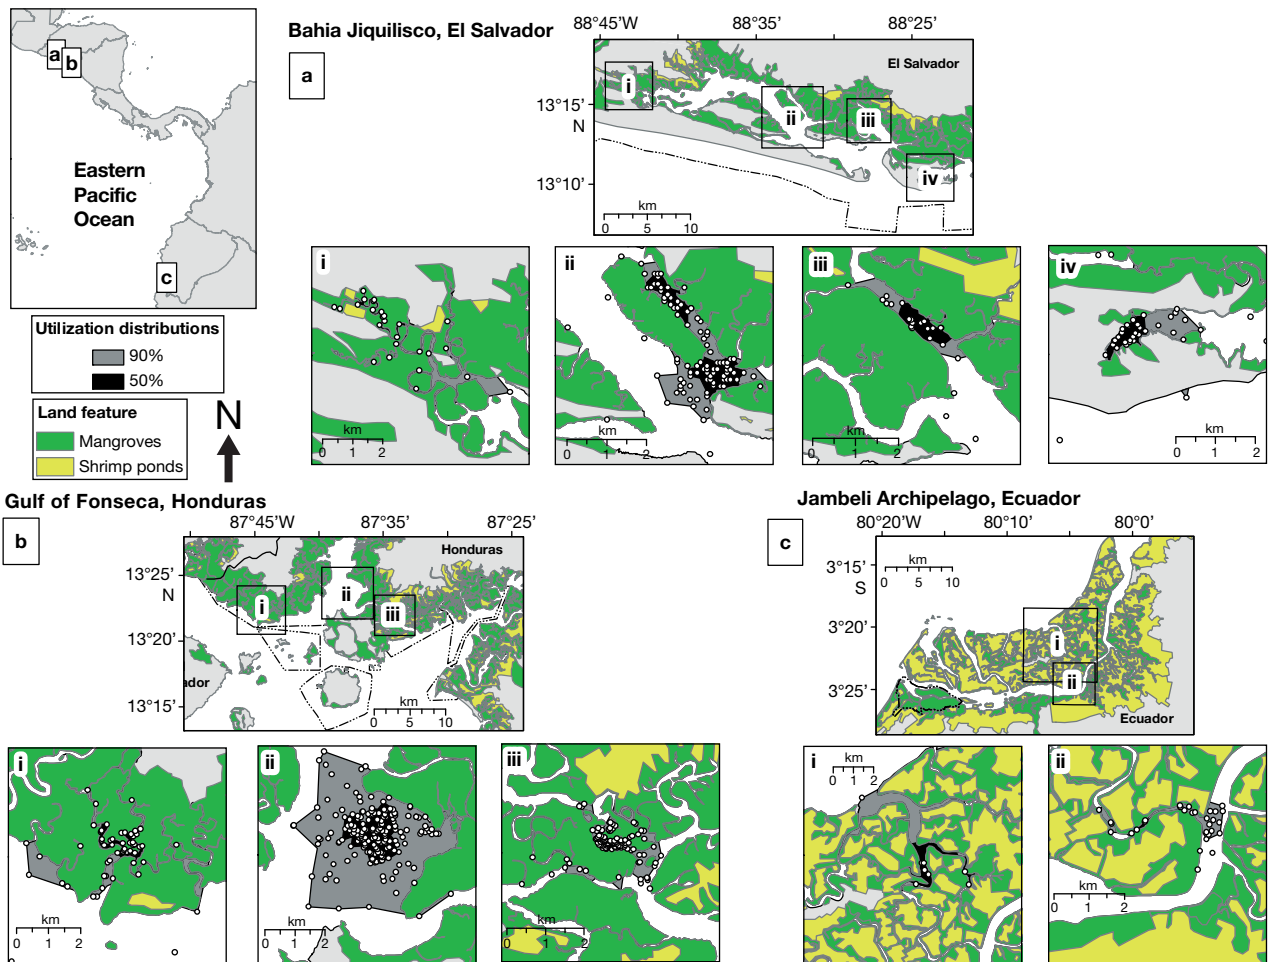 a
b
c
Eastern
Pacific
Ocean
Utilization distributions
90%
50%
Land feature
Mangroves
Shrimp ponds
N
Bahia Jiquilisco, El Salvador
a
88°45'W 88°35' 88°25'
13°15'
N
13°10'
El Salvador
i
ii
iii
iv
km
0 5 10
i
km
0 1 2
ii
km
0 1 2
iii
km
0 1 2
iv
km
0 1 2
Gulf of Fonseca, Honduras
b
87°45'W 87°35' 87°25'
13°25'
N
13°20'
13°15'
Honduras
i
ii
iii
ador
km
0 5 10
i
km
0 1 2
ii
km
0 1 2
iii
km
0 1 2
Jambeli Archipelago, Ecuador
c
80°20'W 80°10' 80°0'
3°15'
S
3°20'
3°25'
km
0 5 10
i
ii
Ecuador
i
km
0 1 2
ii
km
0 1 2